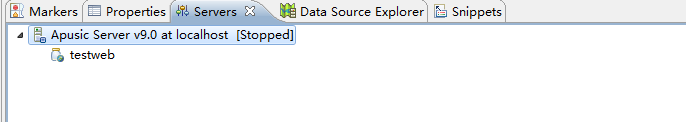 Markers Properties Servers Data Source Explorer Snippets
Apusic Server v9.0 at localhost [Stopped]
testweb